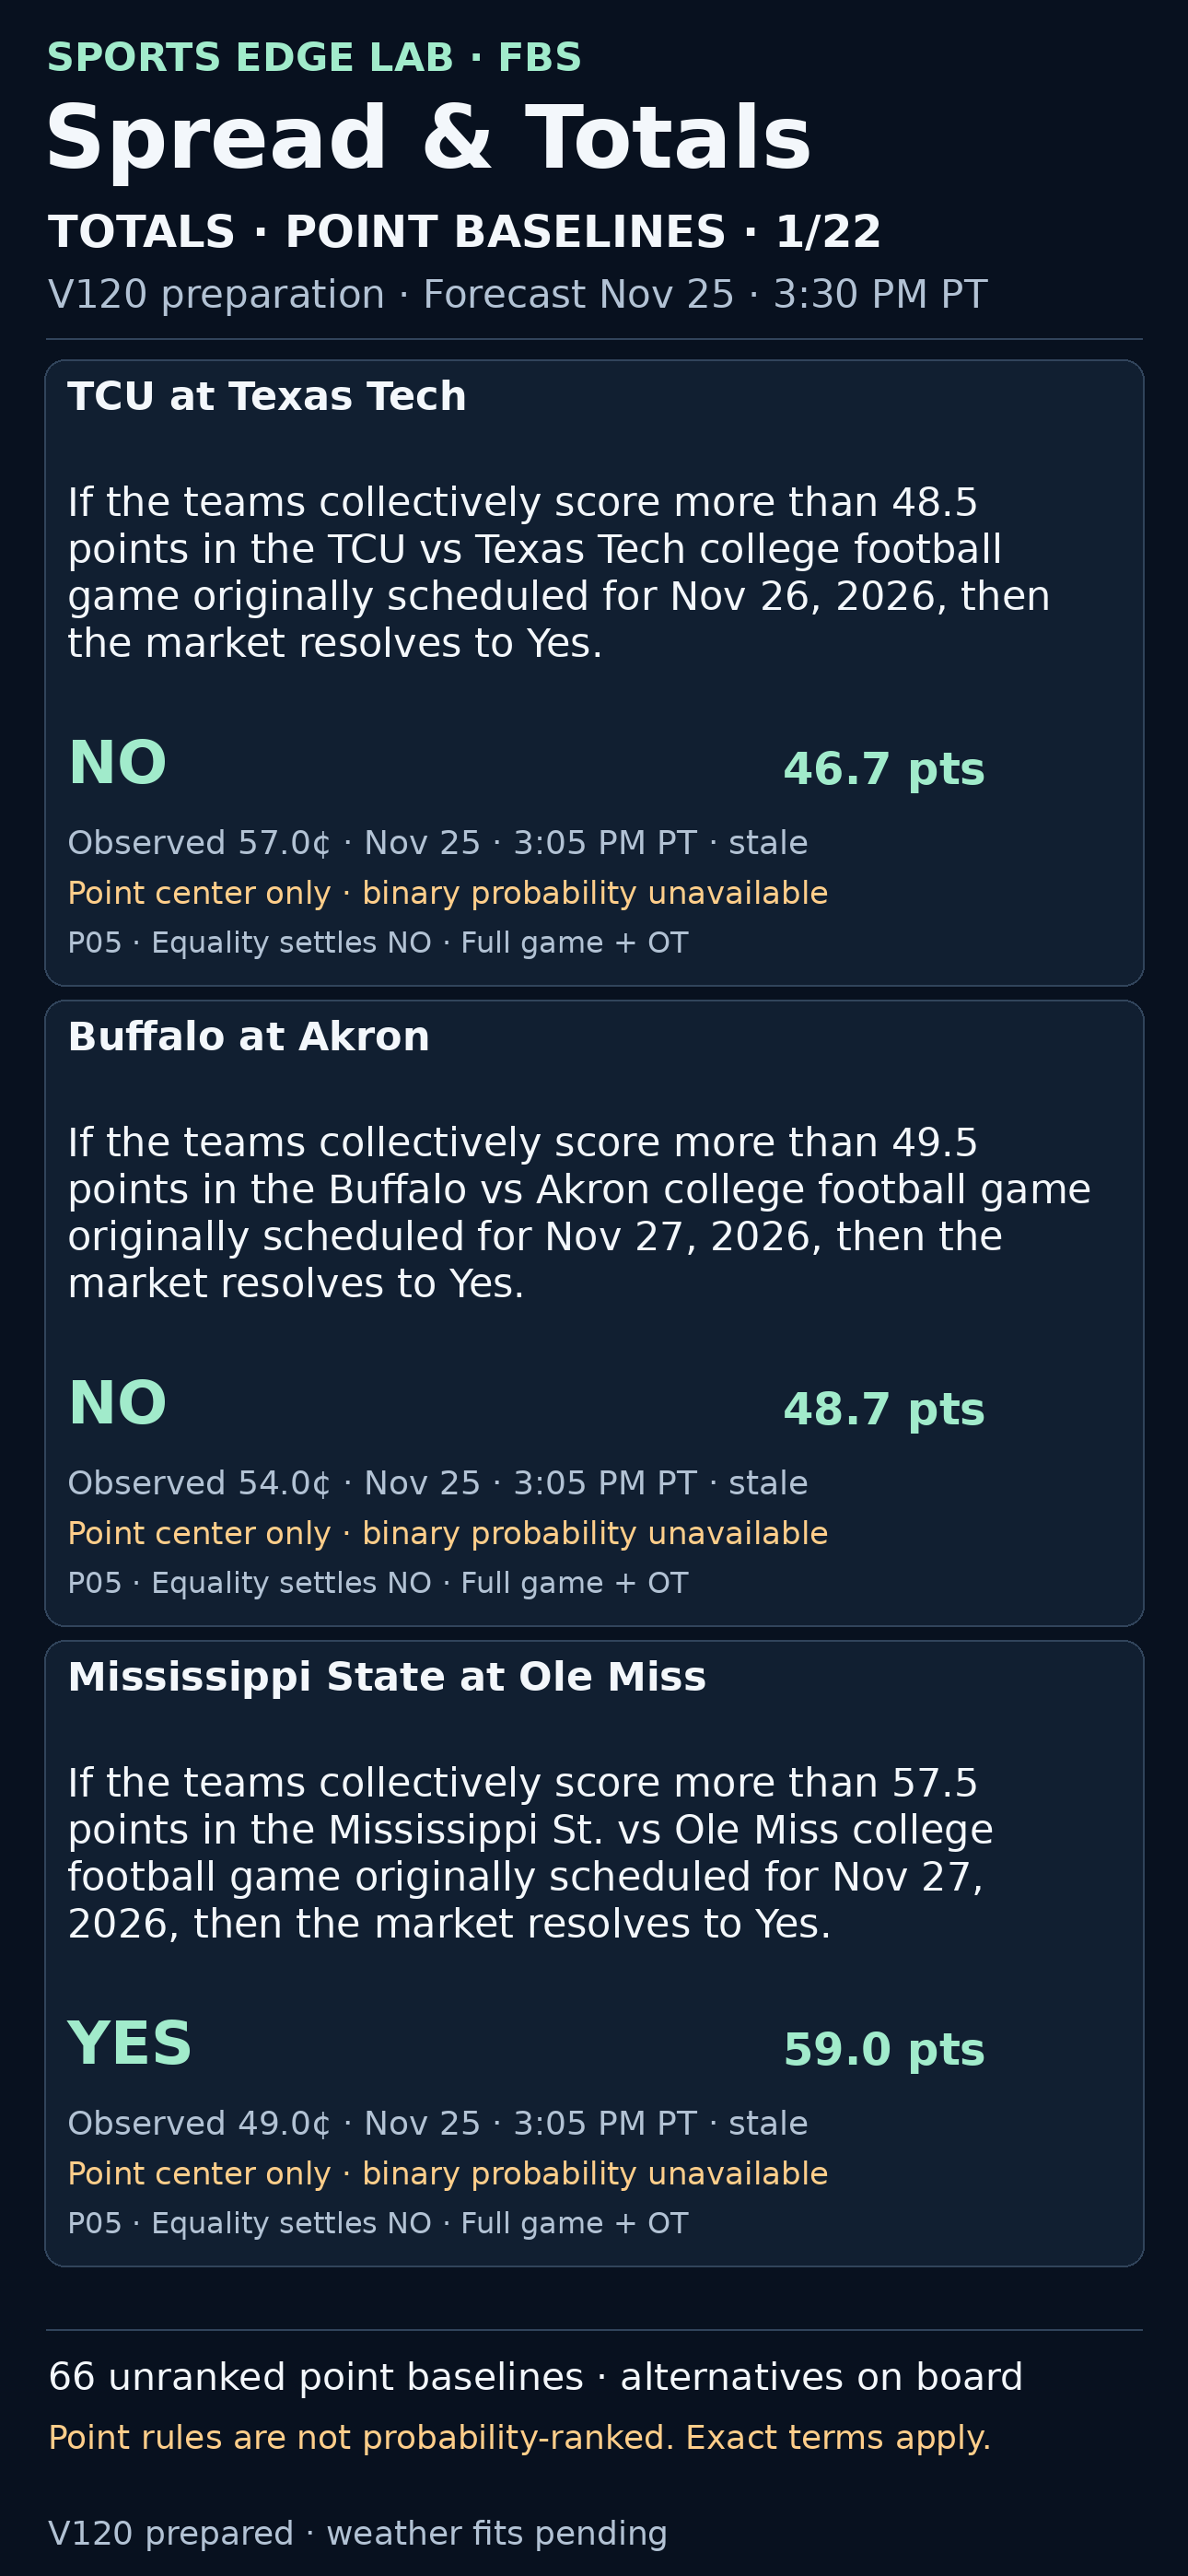 SPORTS EDGE LAB · FBS
Spread & Totals
TOTALS · POINT BASELINES · 1/22
V120 preparation · Forecast Nov 25 · 3:30 PM PT
TCU at Texas Tech
If the teams collectively score more than 48.5
points in the TCU vs Texas Tech college football
game originally scheduled for Nov 26, 2026, then
the market resolves to Yes.
NO 46.7 pts
Observed 57.0¢ · Nov 25 · 3:05 PM PT · stale
Point center only · binary probability unavailable
P05 · Equality settles NO · Full game + OT
Buffalo at Akron
If the teams collectively score more than 49.5
points in the Buffalo vs Akron college football game
originally scheduled for Nov 27, 2026, then the
market resolves to Yes.
NO 48.7 pts
Observed 54.0¢ · Nov 25 · 3:05 PM PT · stale
Point center only · binary probability unavailable
P05 · Equality settles NO · Full game + OT
Mississippi State at Ole Miss
If the teams collectively score more than 57.5
points in the Mississippi St. vs Ole Miss college
football game originally scheduled for Nov 27,
2026, then the market resolves to Yes.
YES 59.0 pts
Observed 49.0¢ · Nov 25 · 3:05 PM PT · stale
Point center only · binary probability unavailable
P05 · Equality settles NO · Full game + OT
66 unranked point baselines · alternatives on board
Point rules are not probability-ranked. Exact terms apply.
V120 prepared · weather fits pending